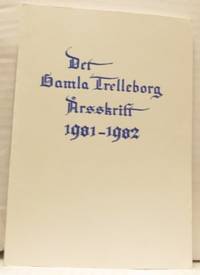 Det
Gamla Trelleborg
Årsskrift
1981-1982